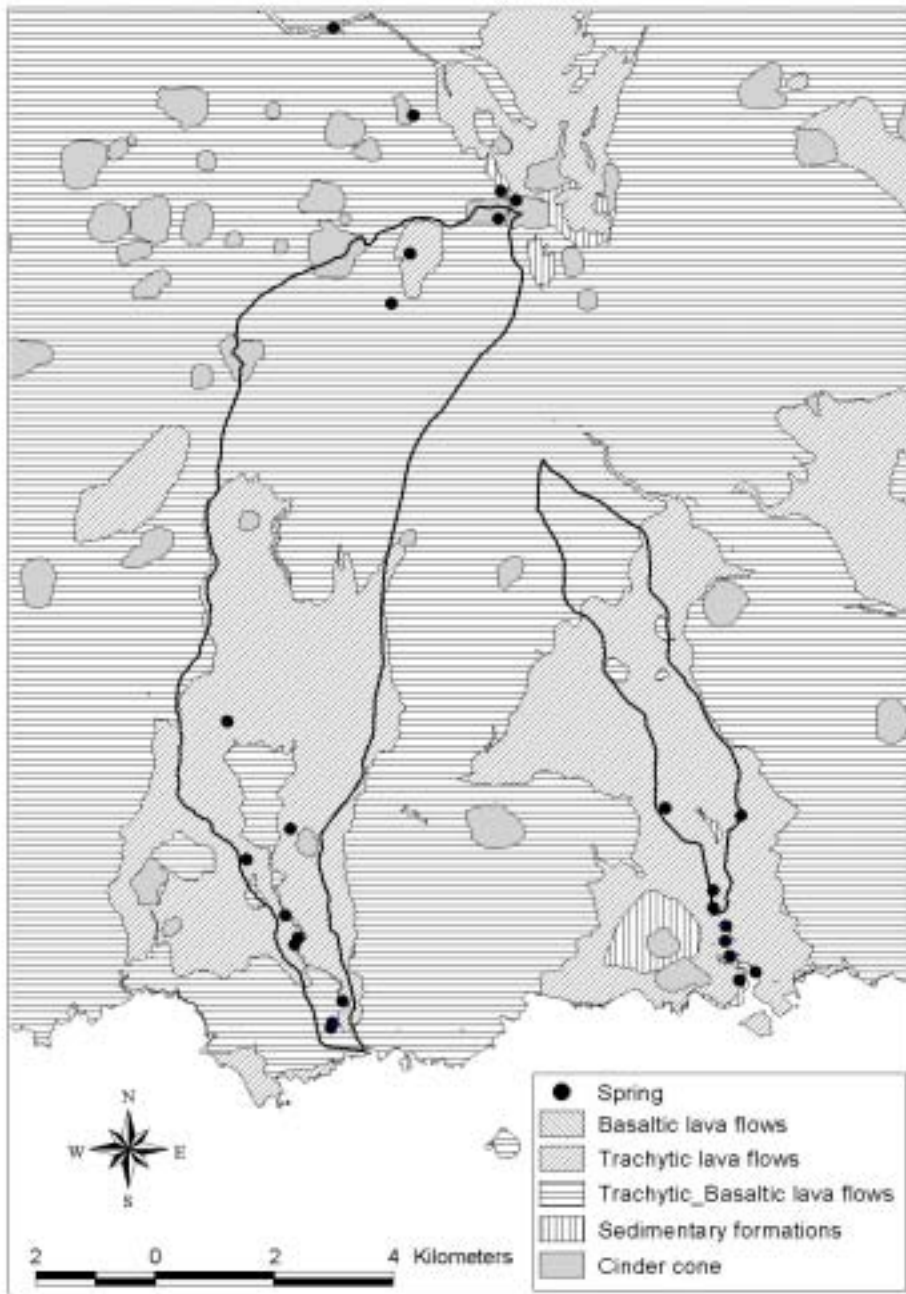 Spring
Basaltic lava flows
Trachytic lava flows
Trachytic_Basaltic lava flows
Sedimentary formations
Cinder cone
N
W E
S
2 0 2 4 Kilometers